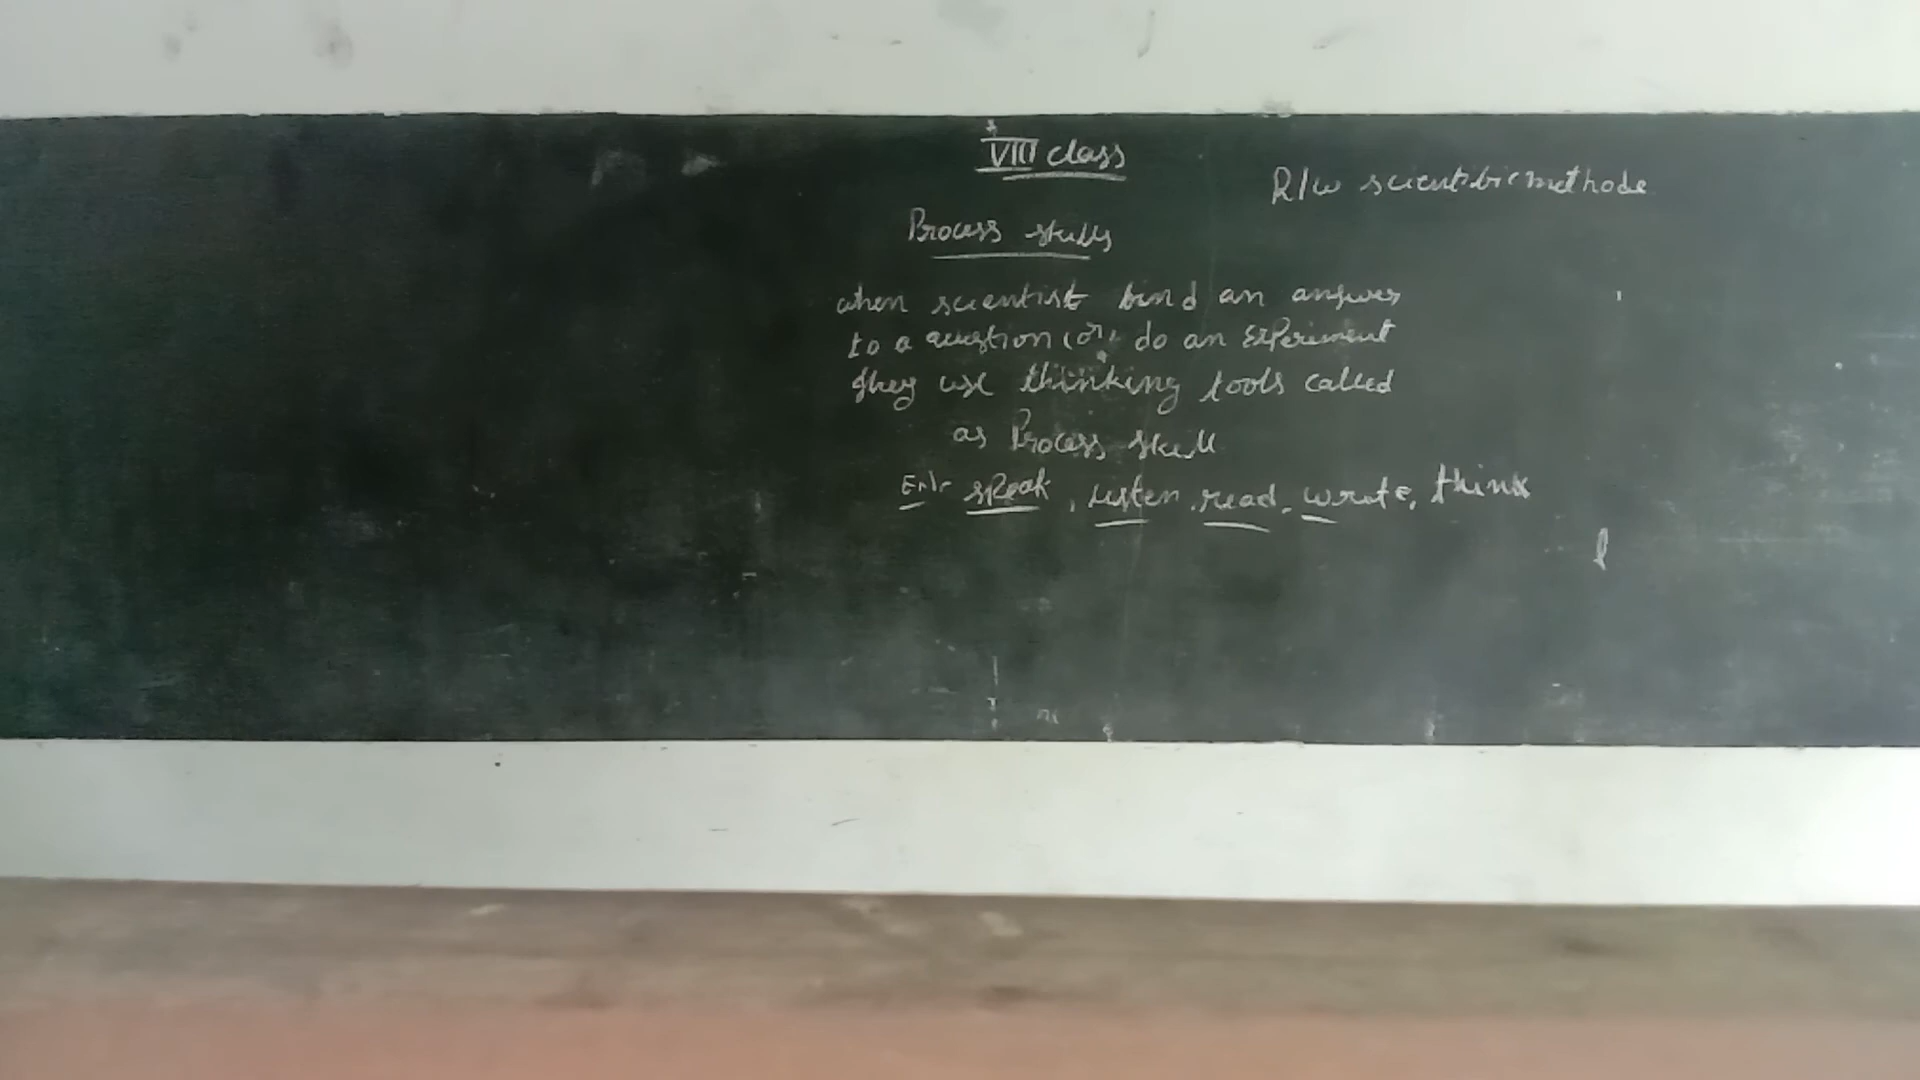 VIII class
R/w scientific methode
Process skills
when scientist find an answer
to a question (or) do an Experiment
they use thinking tools called
as Process skill
Ex:- speak, Listen, read, wrote, think